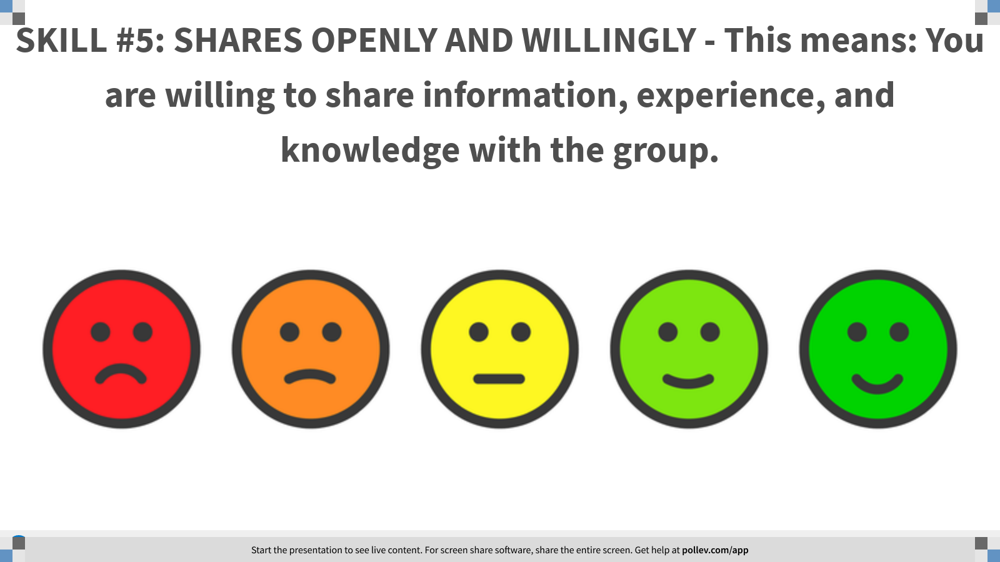 SKILL #5: SHARES OPENLY AND WILLINGLY - This means: You
are willing to share information, experience, and
knowledge with the group.
Start the presentation to see live content. For screen share software, share the entire screen. Get help at pollev.com/app